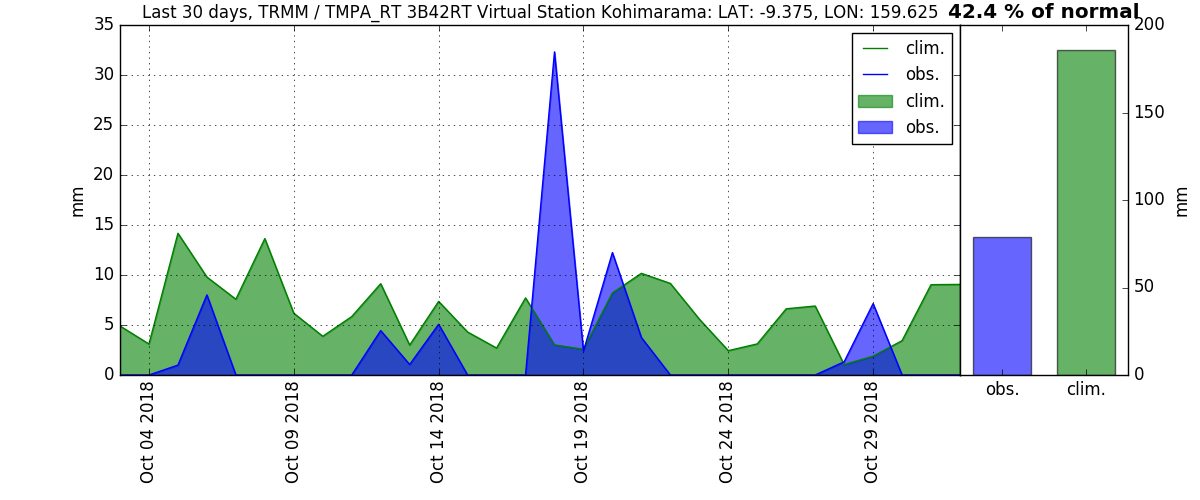 Last 30 days, TRMM / TMPA_RT 3B42RT Virtual Station Kohimarama: LAT: -9.375, LON: 159.625
42.4 % of normal
35
30
25
20
15
10
5
0
mm
Oct 04 2018
Oct 09 2018
Oct 14 2018
Oct 19 2018
Oct 24 2018
Oct 29 2018
clim.
obs.
clim.
obs.
200
150
100
50
0
mm
obs.
clim.